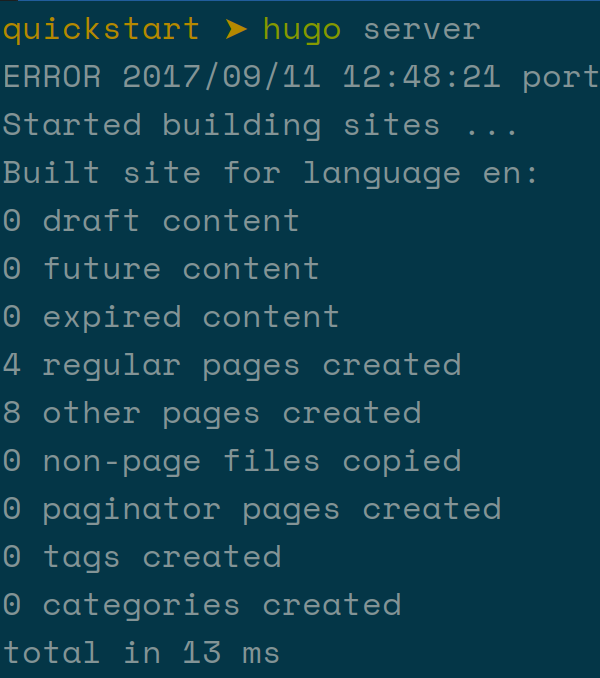 quickstart ➤ hugo server
ERROR 2017/09/11 12:48:21 port
Started building sites ...
Built site for language en:
0 draft content
0 future content
0 expired content
4 regular pages created
8 other pages created
0 non-page files copied
0 paginator pages created
0 tags created
0 categories created
total in 13 ms